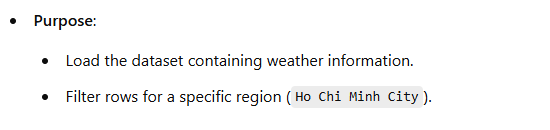 Purpose:
Load the dataset containing weather information.
Filter rows for a specific region (Ho Chi Minh City).